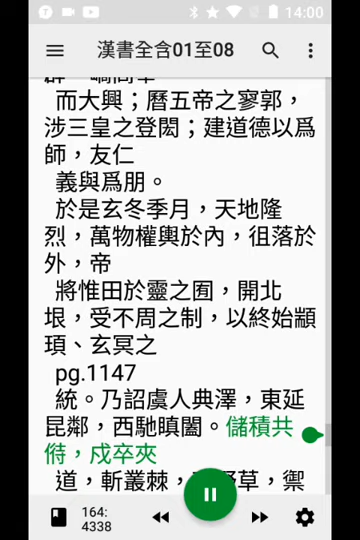 14:00
漢書全含01至08
而大興；曆五帝之寥郭，
涉三皇之登閎；建道德以爲
師，友仁
義與爲朋。
於是玄冬季月，天地隆
烈，萬物權輿於內，徂落於
外，帝
將惟田於靈之囿，開北
垠，受不周之制，以終始顓
頊、玄冥之
pg.1147
統。乃詔虞人典澤，東延
昆鄰，西馳瞋闔。儲積共
偫，戍卒夾
道，斬叢棘，野草，禦
164:
4338